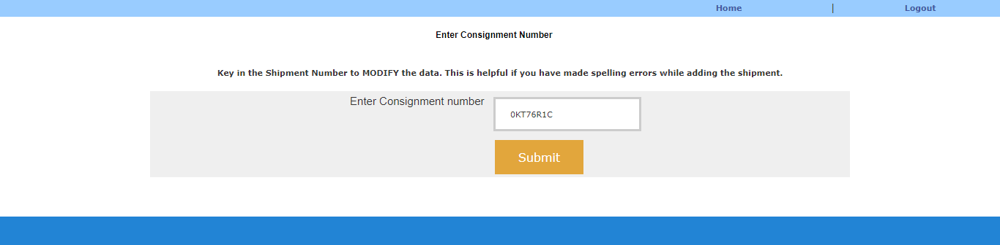 Home | Logout
Enter Consignment Number
Key in the Shipment Number to MODIFY the data. This is helpful if you have made spelling errors while adding the shipment.
Enter Consignment number 0KT76R1C
Submit